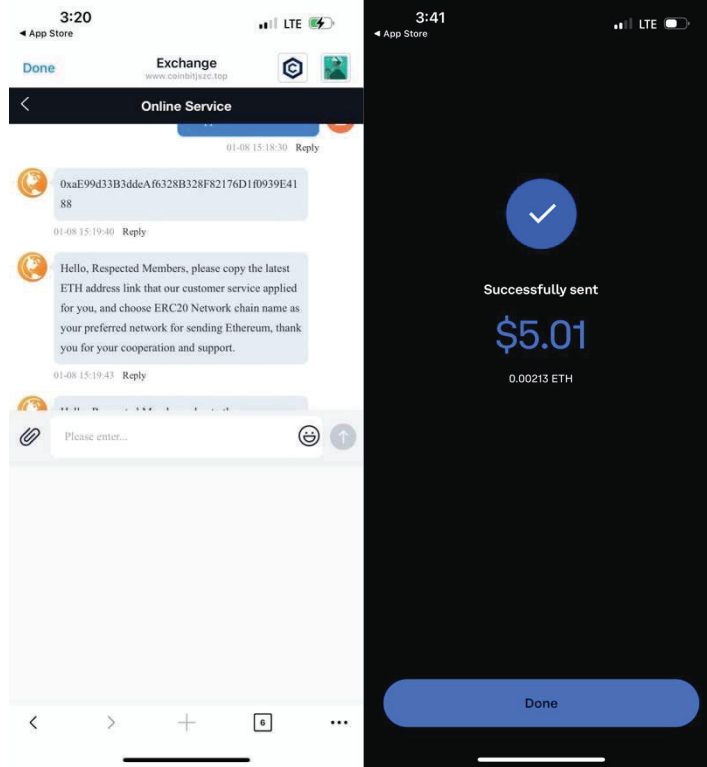 3:20
LTE
◄ App Store
Done
Exchange
www.coinbitjszc.top
Online Service
01-08 15:18:30 Reply
0xaE99d33B3ddeAf6328B328F82176D1f0939E41
88
01-08 15:19:40 Reply
Hello, Respected Members, please copy the latest
ETH address link that our customer service applied
for you, and choose ERC20 Network chain name as
your preferred network for sending Ethereum, thank
you for your cooperation and support.
01-08 15:19:43 Reply
Please enter...
6
3:41
LTE
◄ App Store
Successfully sent
$5.01
0.00213 ETH
Done